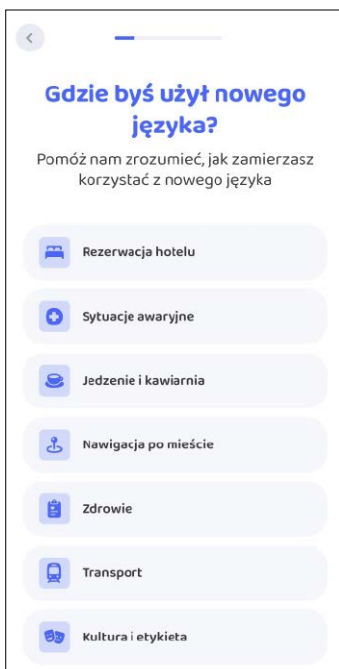 Gdzie byś użył nowego
języka?
Pomóż nam zrozumieć, jak zamierzasz
korzystać z nowego języka
Rezerwacja hotelu
Sytuacje awaryjne
Jedzenie i kawiarnia
Nawigacja po mieście
Zdrowie
Transport
Kultura i etykieta